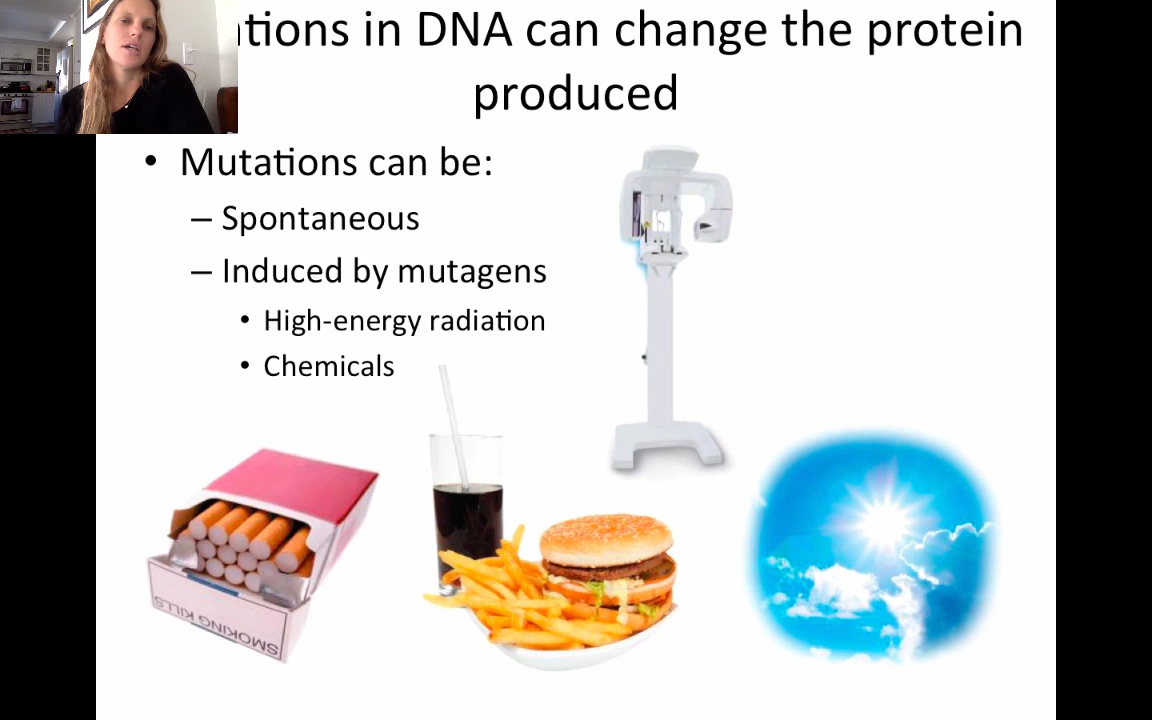 ations in DNA can change the protein
produced
• Mutations can be:
– Spontaneous
– Induced by mutagens
• High-energy radiation
• Chemicals
SMOKING KILLS